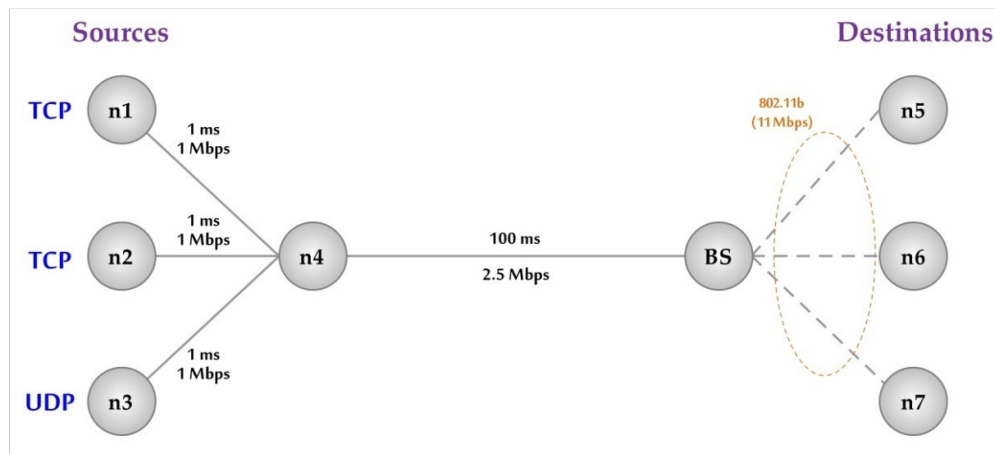 Sources
Destinations
TCP
n1
1 ms
1 Mbps
802.11b
(11 Mbps)
n5
TCP
n2
1 ms
1 Mbps
n4
100 ms
2.5 Mbps
BS
n6
1 ms
1 Mbps
UDP
n3
n7